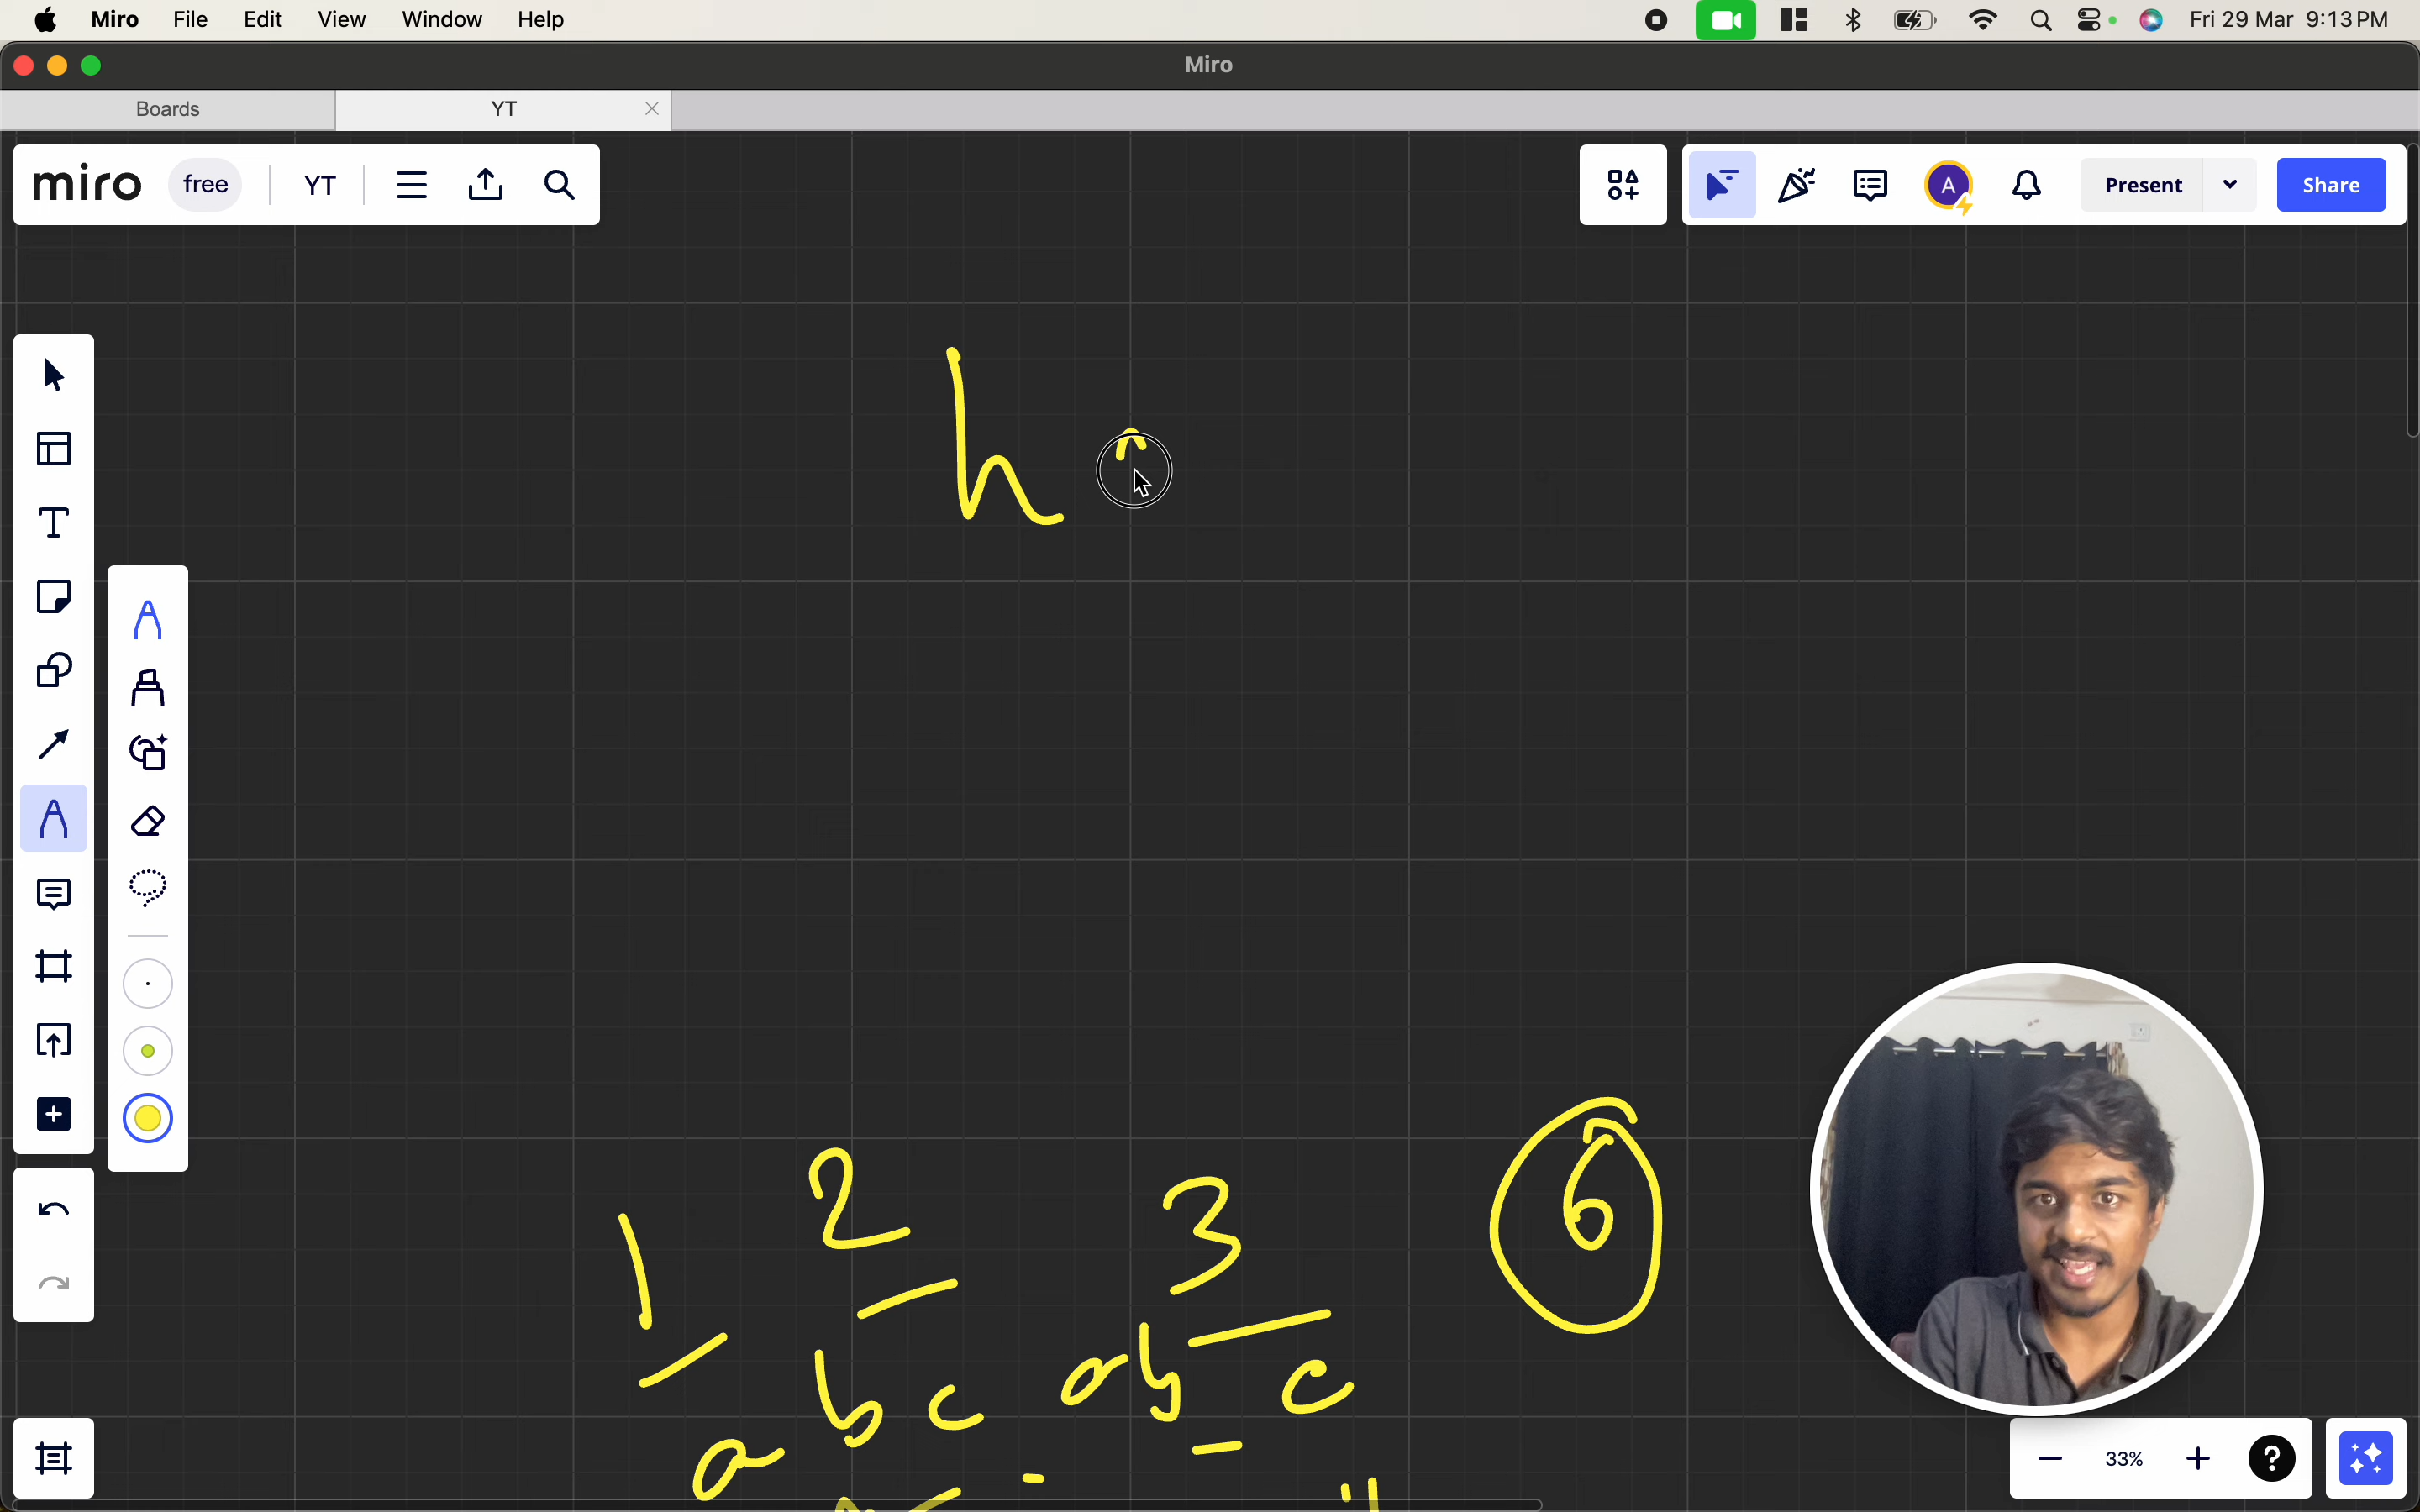 Miro File Edit View Window Help Fri 29 Mar 9:13 PM
Miro
Boards YT
miro free YT A Present Share
h
2 3 6
1
b c c
a
33% ?